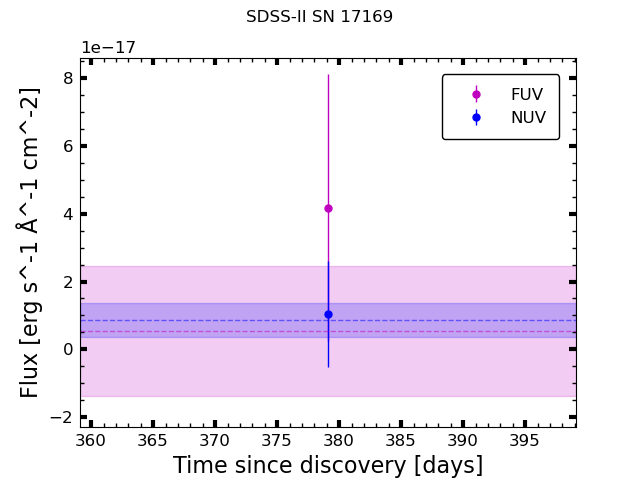 SDSS-II SN 17169
1e−17
FUV
NUV
8
6
4
2
0
−2
Flux [erg s^-1 Å^-1 cm^-2]
360 365 370 375 380 385 390 395
Time since discovery [days]